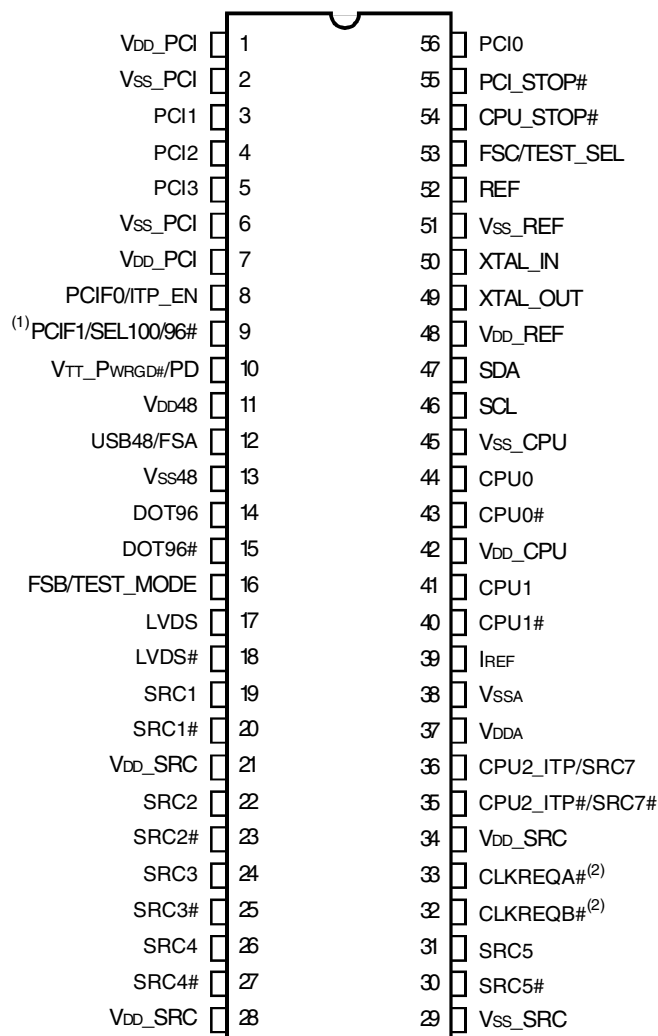 VDD_PCI 1 56 PCI0
VSS_PCI 2 55 PCI_STOP#
PCI1 3 54 CPU_STOP#
PCI2 4 53 FSC/TEST_SEL
PCI3 5 52 REF
VSS_PCI 6 51 VSS_REF
VDD_PCI 7 50 XTAL_IN
PCIF0/ITP_EN 8 49 XTAL_OUT
(1)PCIF1/SEL100/96# 9 48 VDD_REF
VTT_PWRGD#/PD 10 47 SDA
VDD48 11 46 SCL
USB48/FSA 12 45 VSS_CPU
VSS48 13 44 CPU0
DOT96 14 43 CPU0#
DOT96# 15 42 VDD_CPU
FSB/TEST_MODE 16 41 CPU1
LVDS 17 40 CPU1#
LVDS# 18 39 IREF
SRC1 19 38 VSSA
SRC1# 20 37 VDDA
VDD_SRC 21 36 CPU2_ITP/SRC7
SRC2 22 35 CPU2_ITP#/SRC7#
SRC2# 23 34 VDD_SRC
SRC3 24 33 CLKREQA#(2)
SRC3# 25 32 CLKREQB#(2)
SRC4 26 31 SRC5
SRC4# 27 30 SRC5#
VDD_SRC 28 29 VSS_SRC